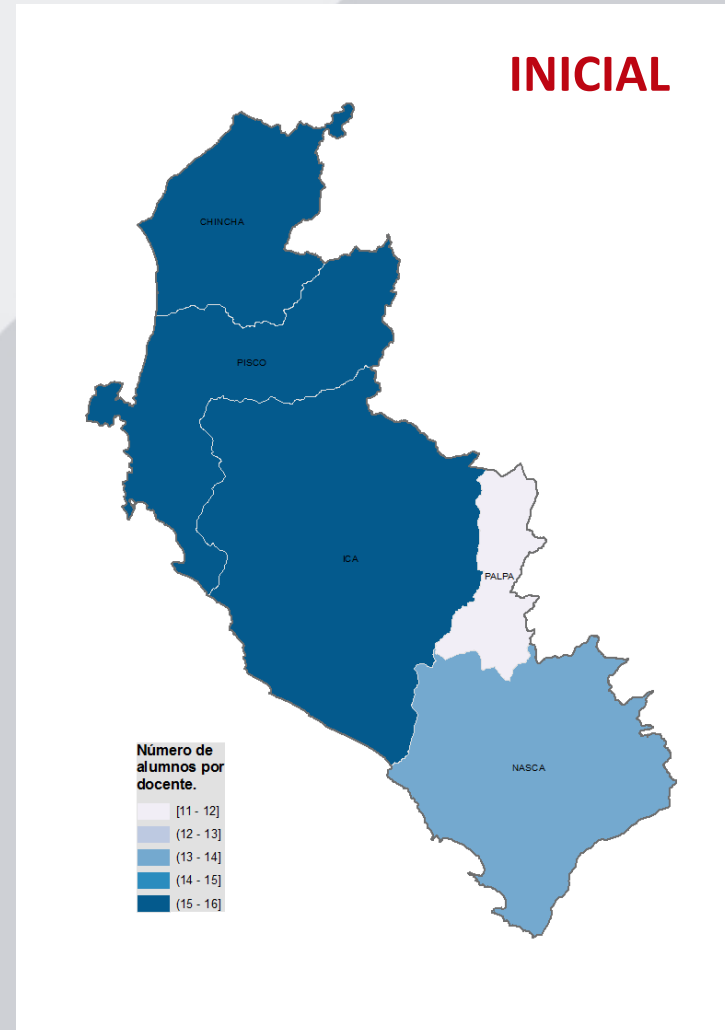 INICIAL
CHINCHA
PISCO
ICA
PALPA
NASCA
Número de
alumnos por
docente.
[11 - 12]
(12 - 13]
(13 - 14]
(14 - 15]
(15 - 16]